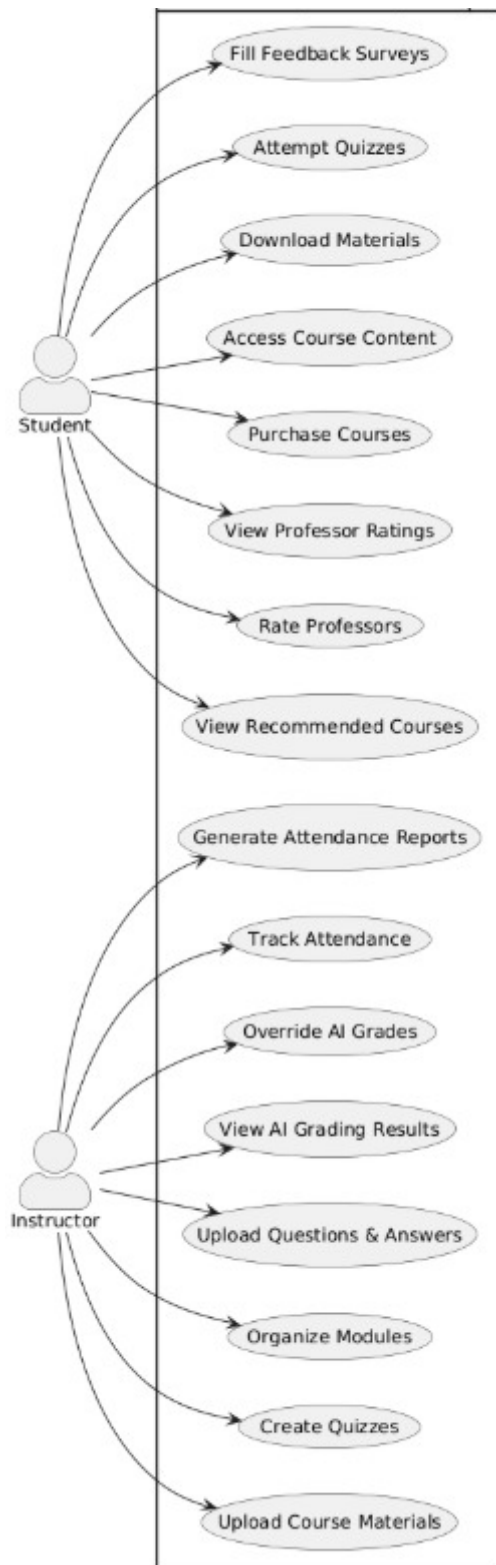 Fill Feedback Surveys
Attempt Quizzes
Download Materials
Access Course Content
Student
Purchase Courses
View Professor Ratings
Rate Professors
View Recommended Courses
Generate Attendance Reports
Track Attendance
Override AI Grades
View AI Grading Results
Instructor
Upload Questions & Answers
Organize Modules
Create Quizzes
Upload Course Materials